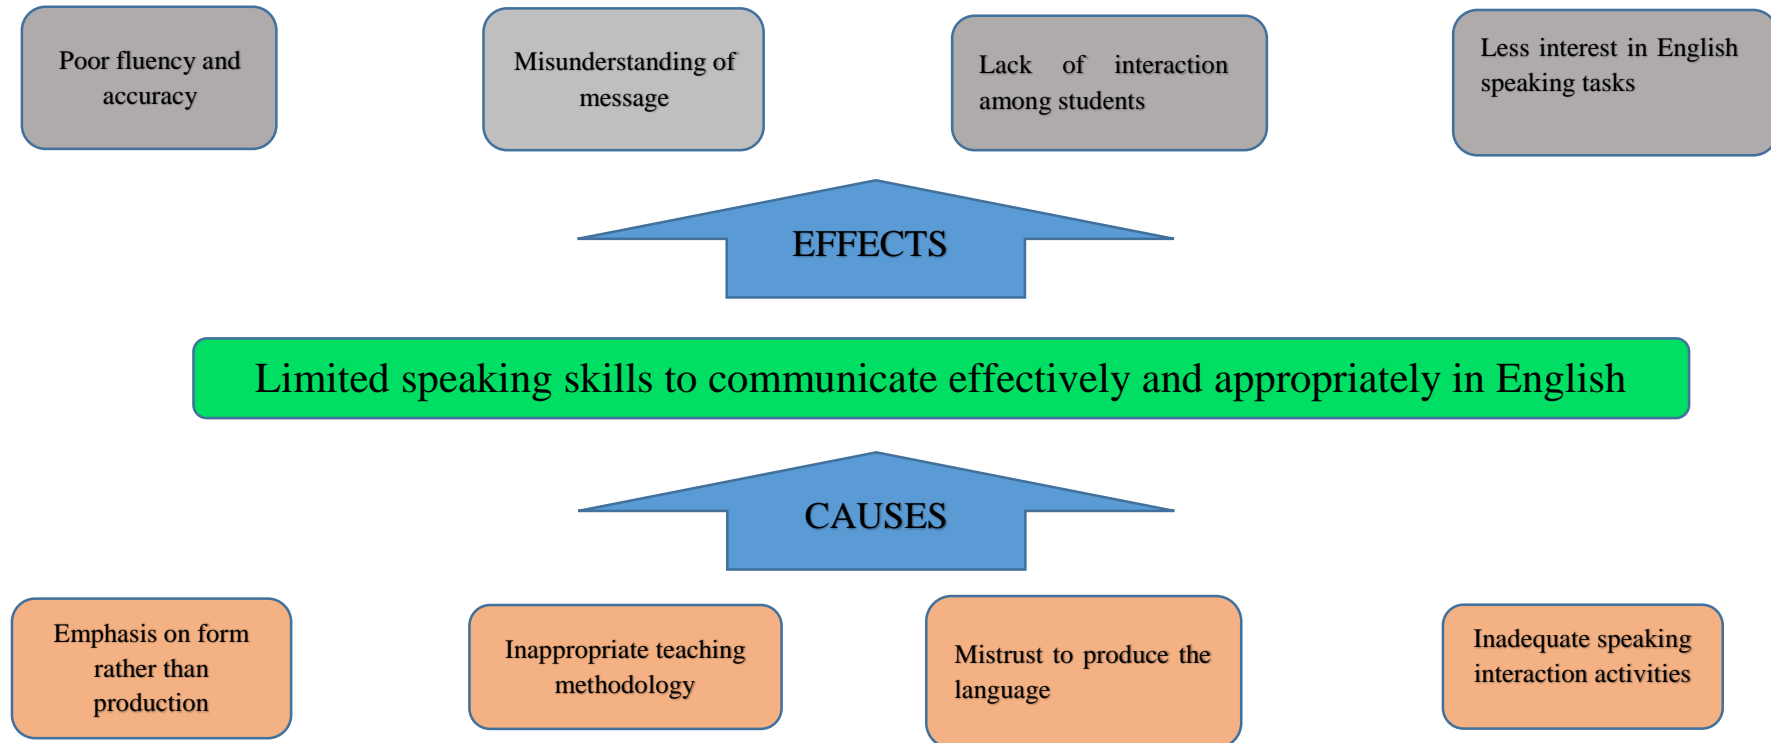 Poor fluency and
accuracy
Misunderstanding of
message
Lack of interaction
among students
Less interest in English
speaking tasks
EFFECTS
Limited speaking skills to communicate effectively and appropriately in English
CAUSES
Emphasis on form
rather than
production
Inappropriate teaching
methodology
Mistrust to produce the
language
Inadequate speaking
interaction activities